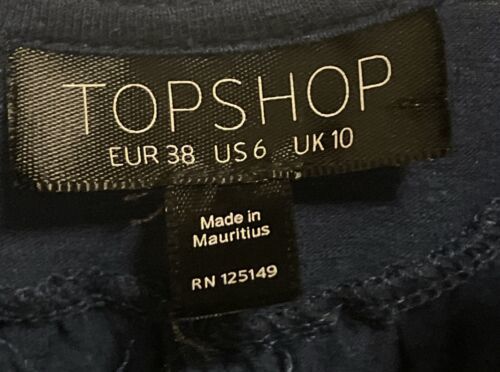 TOPSHOP
EUR 38 US 6 UK 10
Made in
Mauritius
RN 125149